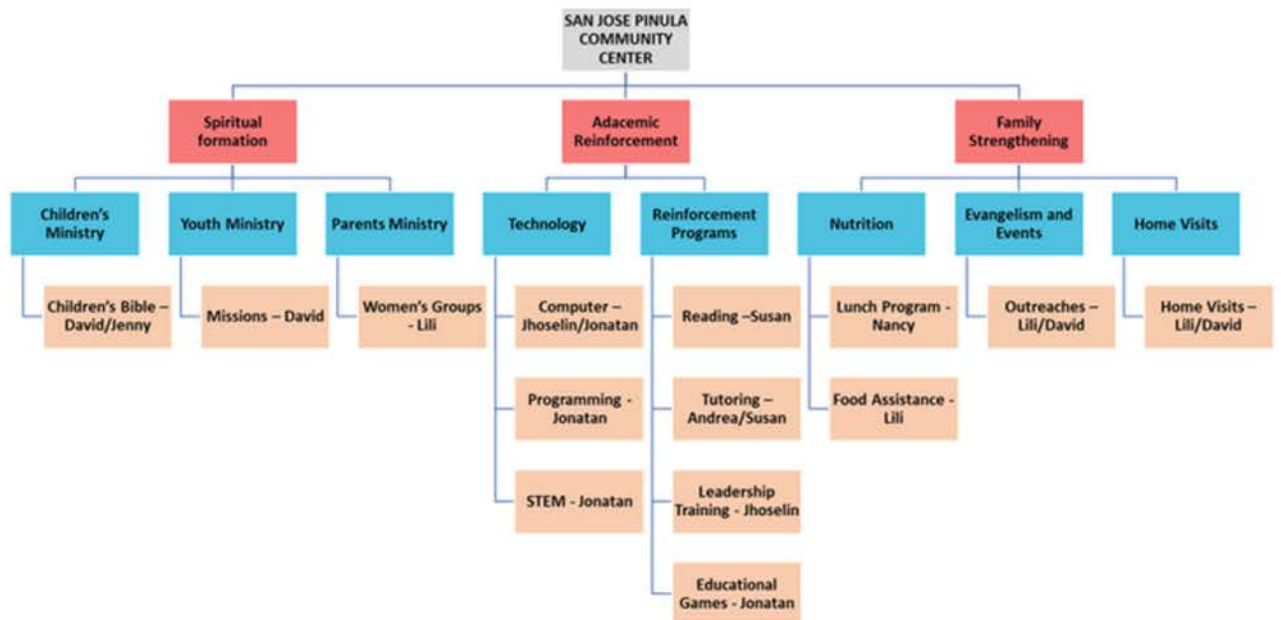 SAN JOSE PINULA
COMMUNITY
CENTER
Spiritual
formation
Adacemic
Reinforcement
Family
Strengthening
Children's
Ministry
Youth Ministry
Parents Ministry
Technology
Reinforcement
Programs
Nutrition
Evangelism and
Events
Home Visits
Children's Bible –
David/Jenny
Missions – David
Women's Groups
- Lili
Computer –
Jhoselin/Jonatan
Reading –Susan
Lunch Program -
Nancy
Outreaches –
Lili/David
Home Visits –
Lili/David
Programming -
Jonatan
Tutoring –
Andrea/Susan
Food Assistance -
Lili
STEM - Jonatan
Leadership
Training - Jhoselin
Educational
Games - Jonatan